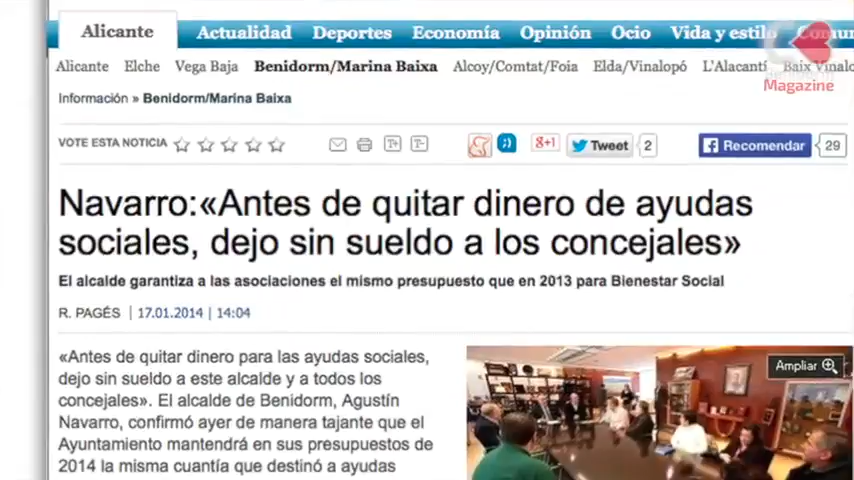 Alicante Actualidad Deportes Economía Opinión Ocio Vida y estilo Comun
Alicante Elche Vega Baja Benidorm/Marina Baixa Alcoy/Comtat/Foia Elda/Vinalopó L'Alacantí Baix Vinalo
Magazine
Información » Benidorm/Marina Baixa
VOTE ESTA NOTICIA T+ T- g+1 Tweet 2 Recomendar 29
Navarro:«Antes de quitar dinero de ayudas
sociales, dejo sin sueldo a los concejales»
El alcalde garantiza a las asociaciones el mismo presupuesto que en 2013 para Bienestar Social
R. PAGÉS | 17.01.2014 | 14:04
«Antes de quitar dinero para las ayudas sociales,
dejo sin sueldo a este alcalde y a todos los
concejales». El alcalde de Benidorm, Agustín
Navarro, confirmó ayer de manera tajante que el
Ayuntamiento mantendrá en sus presupuestos de
2014 la misma cuantía que destinó a ayudas
Ampliar